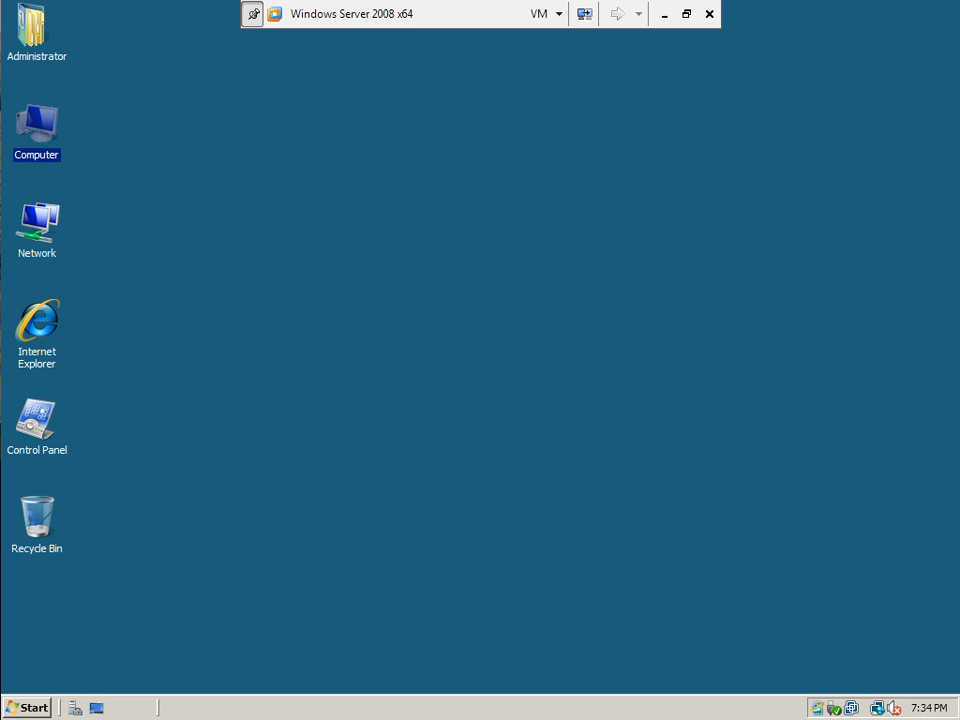 Windows Server 2008 x64
VM
Administrator
Computer
Network
Internet
Explorer
Control Panel
Recycle Bin
Start
7:34 PM